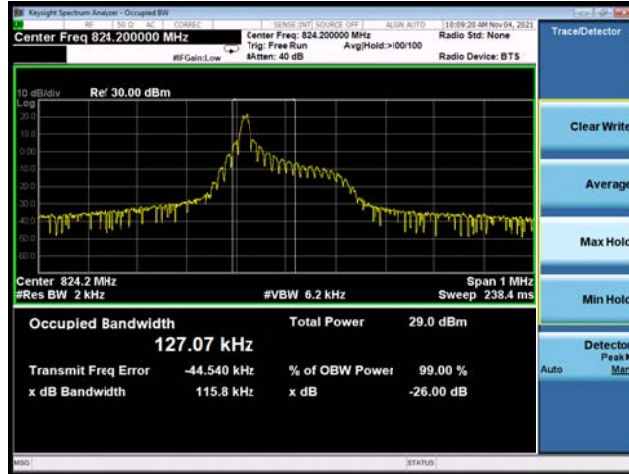 Keysight Spectrum Analyzer - Occupied BW
RF 50 Ω AC CORREC SENSE:INT SOURCE OFF ALIGN AUTO 10:09:20 AM Nov 04, 2021
Center Freq 824.200000 MHz Center Freq: 824.200000 MHz Radio Std: None Trace/Detector
Trig: Free Run Avg|Hold:>100/100
#IFGain:Low #Atten: 40 dB Radio Device: BTS
10 dB/div Ref 30.00 dBm
Log
20.0
0.00
10.0
20.0
30.0
40.0
50.0
60.0
Clear Write
Average
Max Hold
Min Hold
Center 824.2 MHz Span 1 MHz
#Res BW 2 kHz #VBW 6.2 kHz Sweep 238.4 ms
Occupied Bandwidth Total Power 29.0 dBm
127.07 kHz
Transmit Freq Error -44.540 kHz % of OBW Power 99.00 %
x dB Bandwidth 115.8 kHz x dB -26.00 dB
Detector
Peak
Auto Man
MSG STATUS